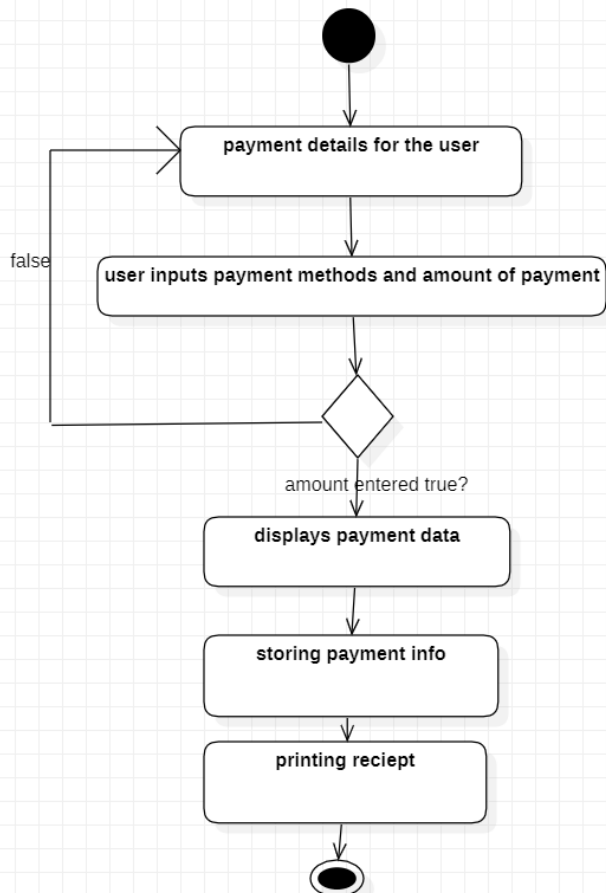 payment details for the user
false
user inputs payment methods and amount of payment
amount entered true?
displays payment data
storing payment info
printing reciept